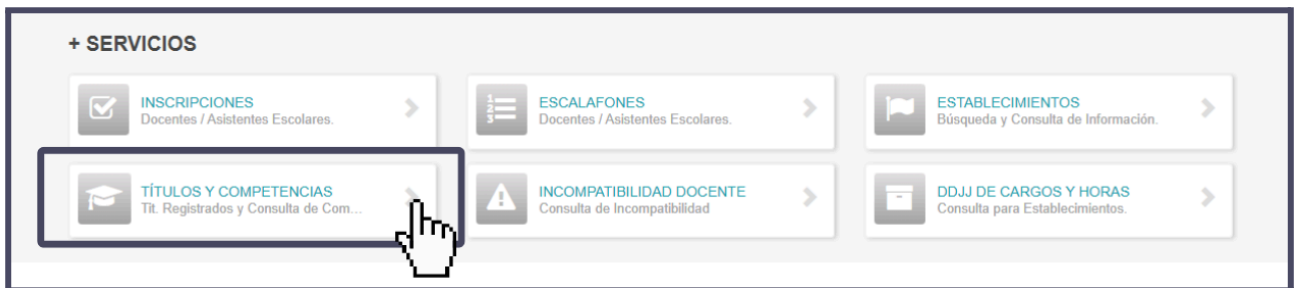 + SERVICIOS
INSCRIPCIONES
Docentes / Asistentes Escolares.
ESCALAFONES
Docentes / Asistentes Escolares.
ESTABLECIMIENTOS
Búsqueda y Consulta de Información.
TÍTULOS Y COMPETENCIAS
Tit. Registrados y Consulta de Com...
INCOMPATIBILIDAD DOCENTE
Consulta de Incompatibilidad
DDJJ DE CARGOS Y HORAS
Consulta para Establecimientos.